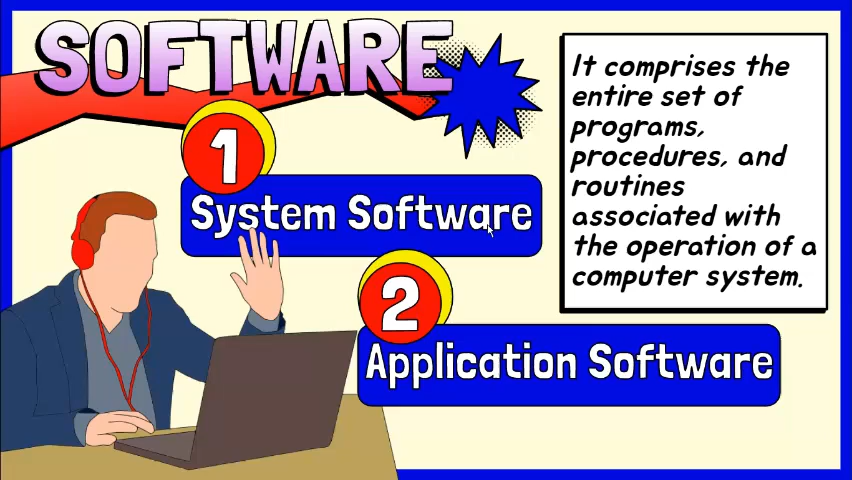 SOFTWARE
1
System Software
2
Application Software
It comprises the
entire set of
programs,
procedures, and
routines
associated with
the operation of a
computer system.